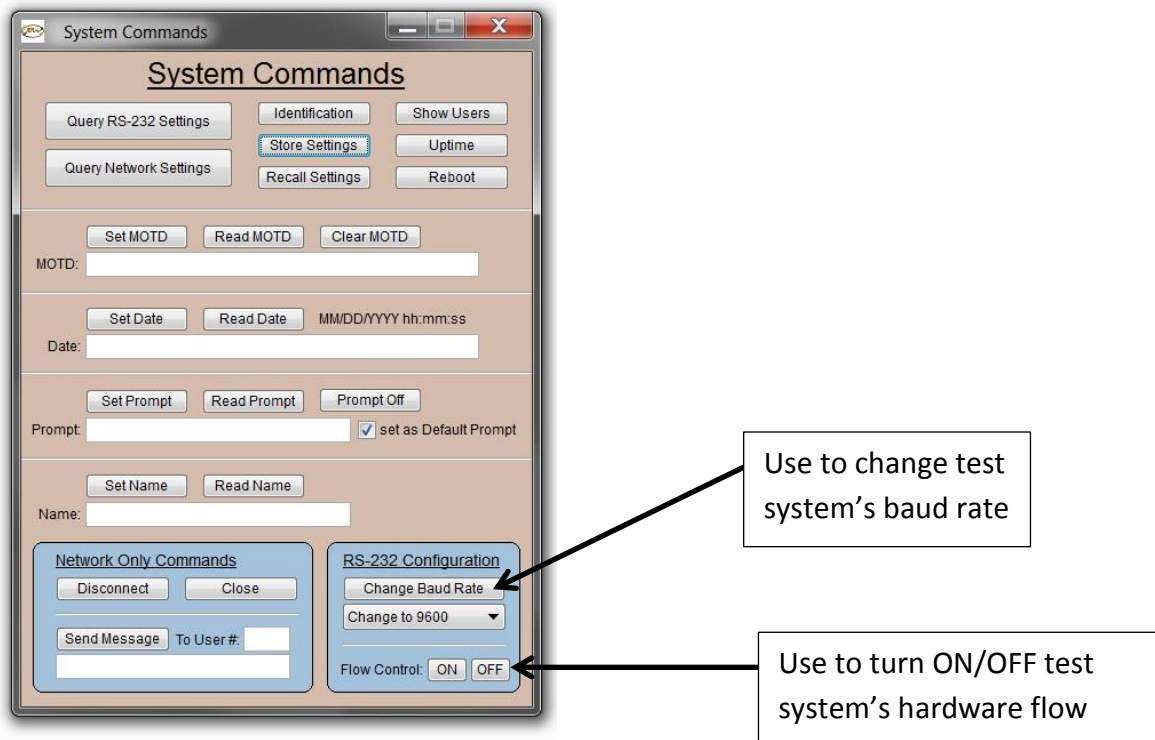 System Commands
System Commands
Query RS-232 Settings
Identification
Show Users
Store Settings
Uptime
Query Network Settings
Recall Settings
Reboot
Set MOTD Read MOTD Clear MOTD
MOTD:
Set Date Read Date MM/DD/YYYY hh:mm:ss
Date:
Set Prompt Read Prompt Prompt Off
Prompt: set as Default Prompt
Set Name Read Name
Name:
Network Only Commands
Disconnect Close
Send Message To User #:
RS-232 Configuration
Change Baud Rate
Change to 9600
Flow Control: ON OFF
Use to change test
system’s baud rate
Use to turn ON/OFF test
system’s hardware flow